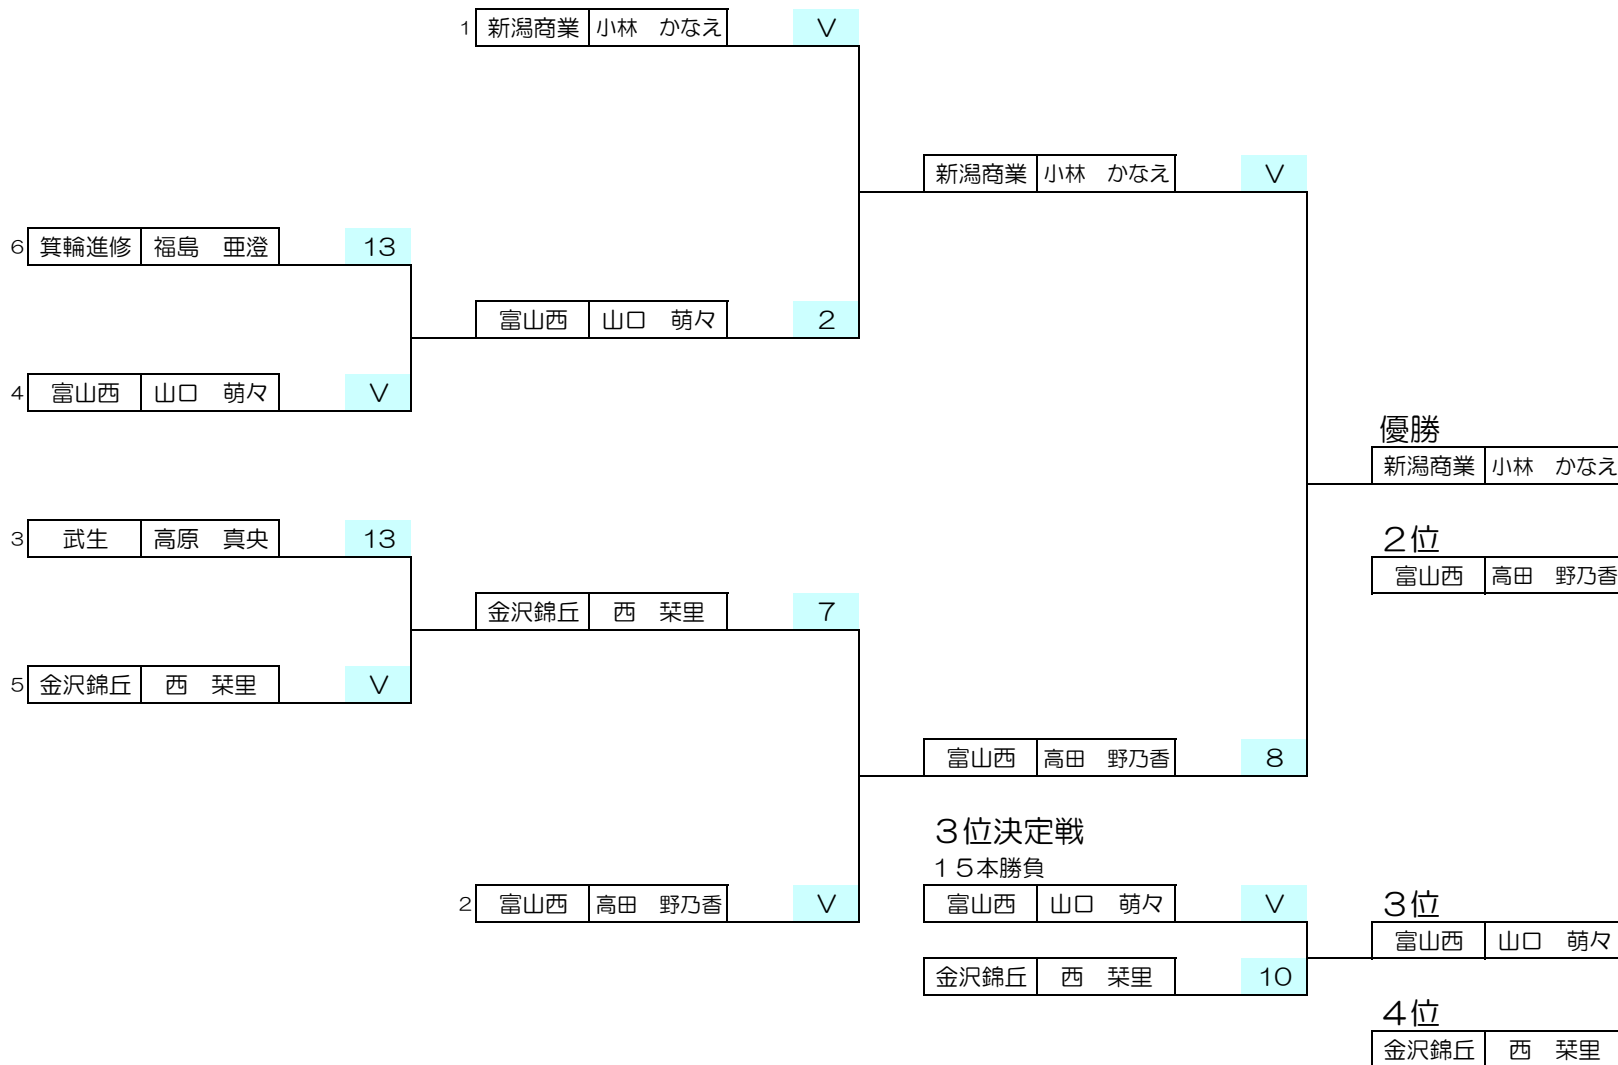 1 新潟商業 小林 かなえ V
新潟商業 小林 かなえ V
6 箕輪進修 福島 亜澄 13
富山西 山口 萌々 2
4 富山西 山口 萌々 V
優勝
新潟商業 小林 かなえ
2位
富山西 高田 野乃香
3 武生 高原 真央 13
金沢錦丘 西 栞里 7
5 金沢錦丘 西 栞里 V
富山西 高田 野乃香 8
2 富山西 高田 野乃香 V
3位決定戦
15本勝負
富山西 山口 萌々 V
金沢錦丘 西 栞里 10
3位
富山西 山口 萌々
4位
金沢錦丘 西 栞里